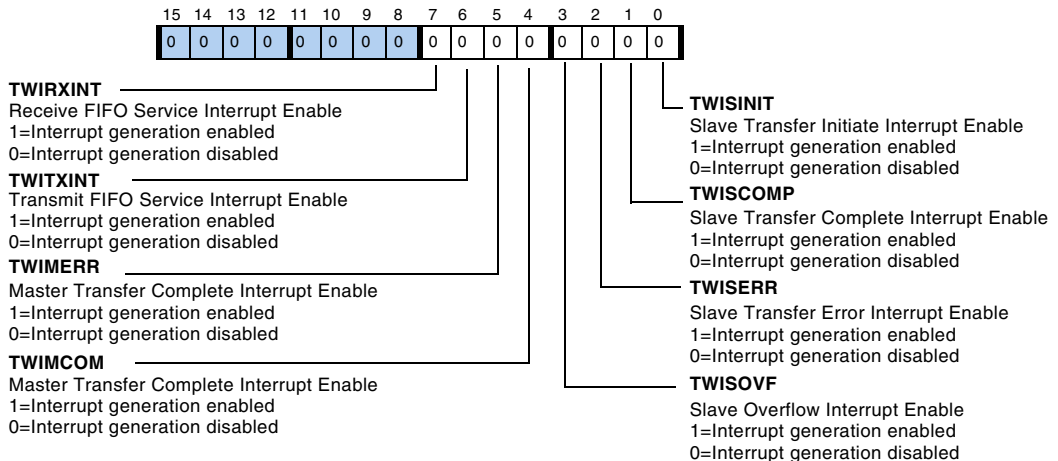 15 14 13 12 11 10 9 8 7 6 5 4 3 2 1 0
0 0 0 0 0 0 0 0 0 0 0 0 0 0 0 0
TWIRXINT
Receive FIFO Service Interrupt Enable
1=Interrupt generation enabled
0=Interrupt generation disabled
TWITXINT
Transmit FIFO Service Interrupt Enable
1=Interrupt generation enabled
0=Interrupt generation disabled
TWIMERR
Master Transfer Complete Interrupt Enable
1=Interrupt generation enabled
0=Interrupt generation disabled
TWIMCOM
Master Transfer Complete Interrupt Enable
1=Interrupt generation enabled
0=Interrupt generation disabled
TWISINIT
Slave Transfer Initiate Interrupt Enable
1=Interrupt generation enabled
0=Interrupt generation disabled
TWISCOMP
Slave Transfer Complete Interrupt Enable
1=Interrupt generation enabled
0=Interrupt generation disabled
TWISERR
Slave Transfer Error Interrupt Enable
1=Interrupt generation enabled
0=Interrupt generation disabled
TWISOVF
Slave Overflow Interrupt Enable
1=Interrupt generation enabled
0=Interrupt generation disabled